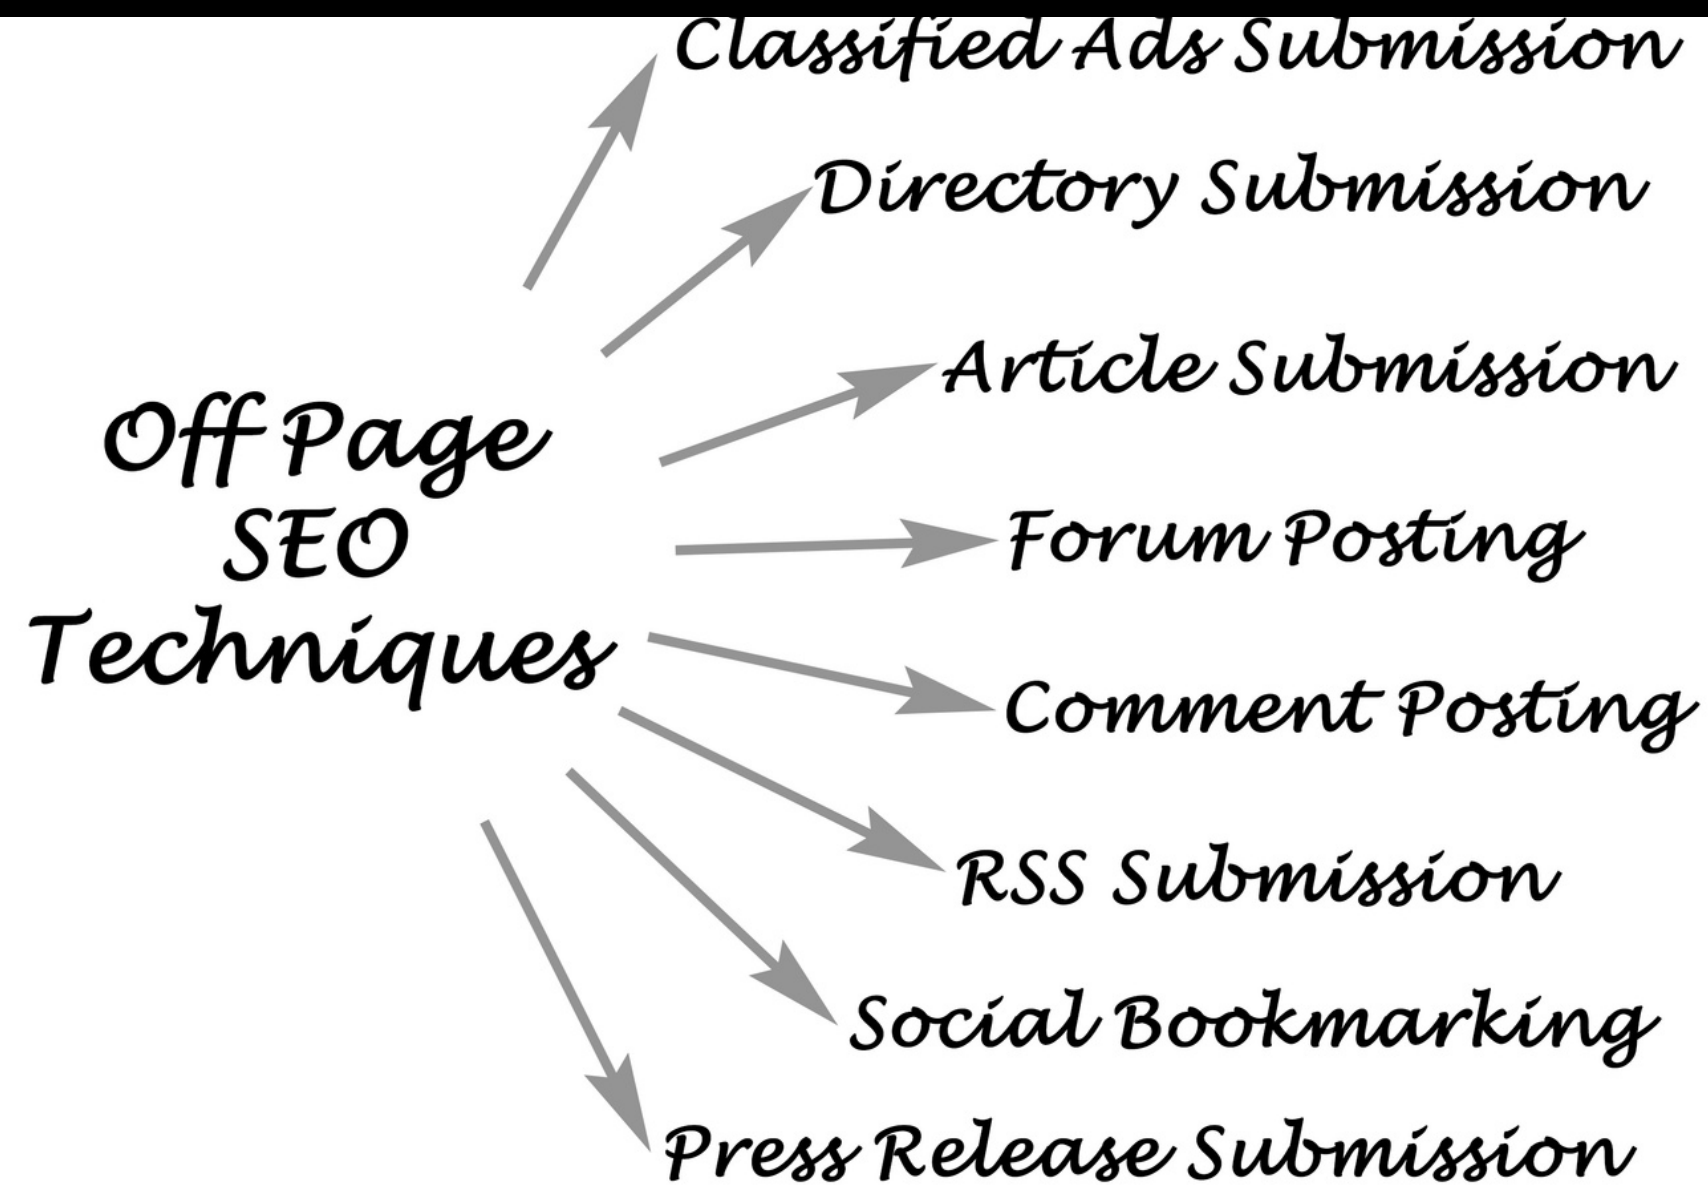 Off Page
SEO
Techniques
Classified Ads Submission
Directory Submission
Article Submission
Forum Posting
Comment Posting
RSS Submission
Social Bookmarking
Press Release Submission